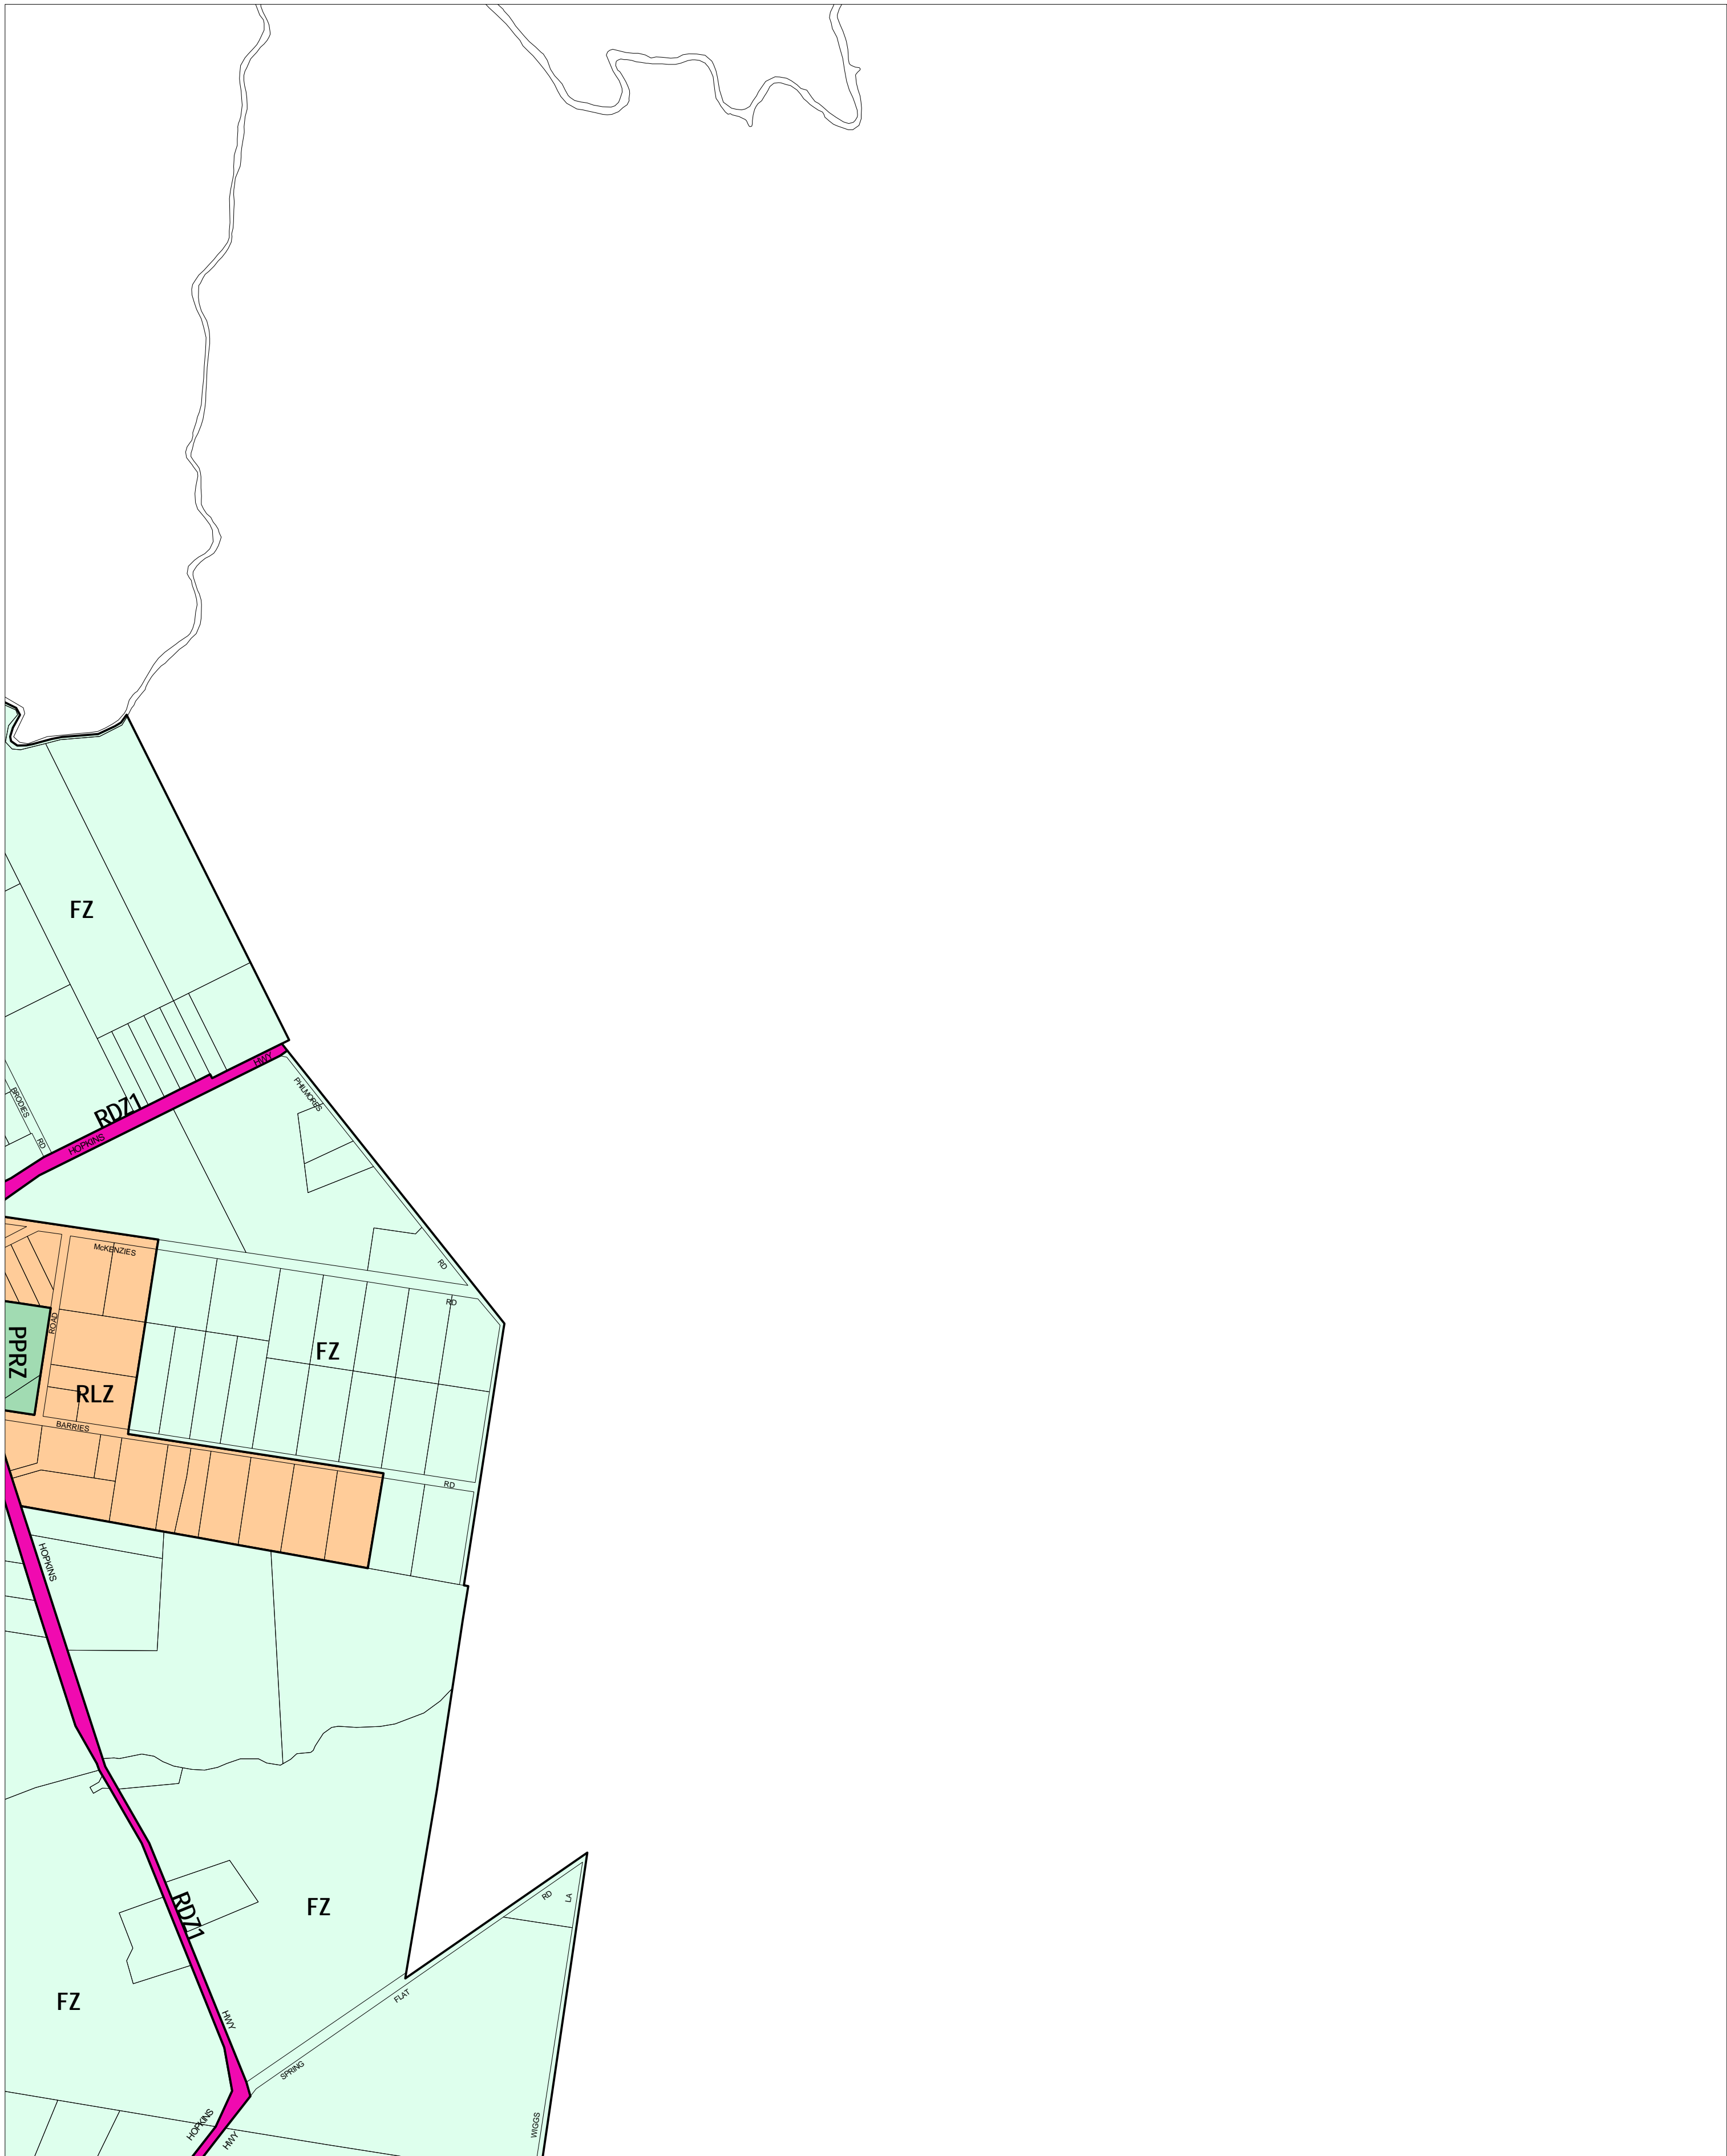 FZ
HWY
PHILMORES
BRODIES
RDZ1
RD
HOPKINS
McKENZIES
RD
RD
ROAD
PPRZ
FZ
RLZ
BARRIES
RD
HOPKINS
RDZ1
RD
LA
FZ
FLAT
FZ
HWY
SPRING
HOPKINS
HWY
WIGGS